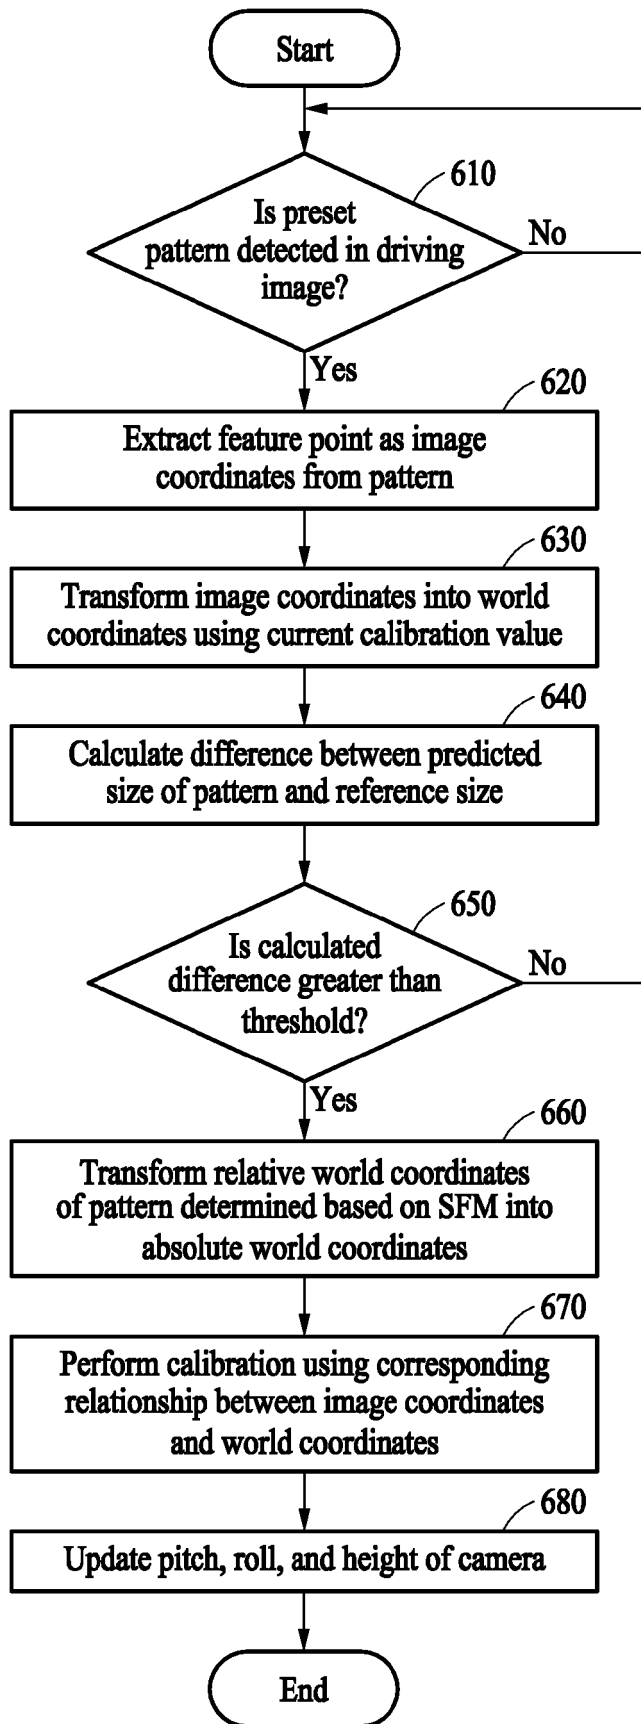 Start
610
Is preset
pattern detected in driving
image?
No
Yes
620
Extract feature point as image
coordinates from pattern
630
Transform image coordinates into world
coordinates using current calibration value
640
Calculate difference between predicted
size of pattern and reference size
650
Is calculated
difference greater than
threshold?
No
Yes
660
Transform relative world coordinates
of pattern determined based on SFM into
absolute world coordinates
670
Perform calibration using corresponding
relationship between image coordinates
and world coordinates
680
Update pitch, roll, and height of camera
End